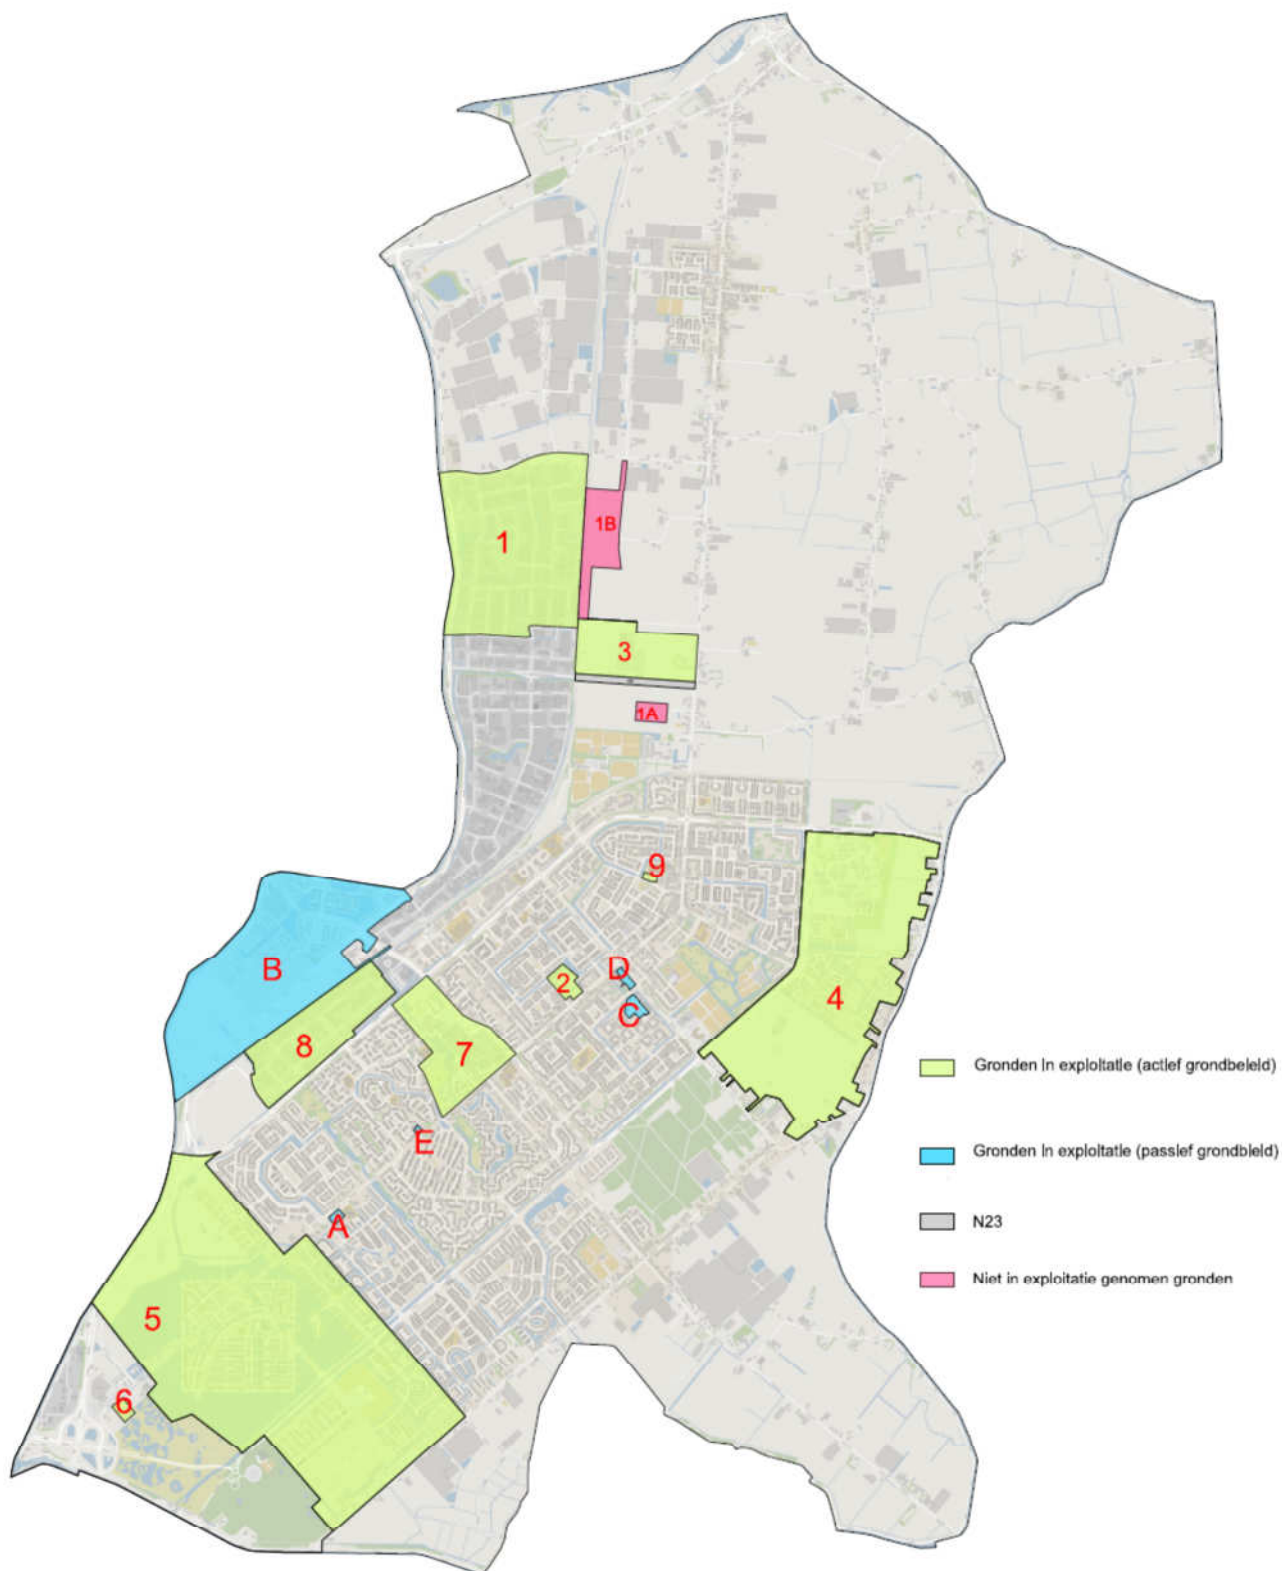 1
1B
3
1A
9
B
2
D
C
4
8
7
E
A
5
6
Gronden In exploitatie (actief grondbeleid)
Gronden In exploitatie (passief grondbleid)
N23
Niet in exploitatie genomen gronden